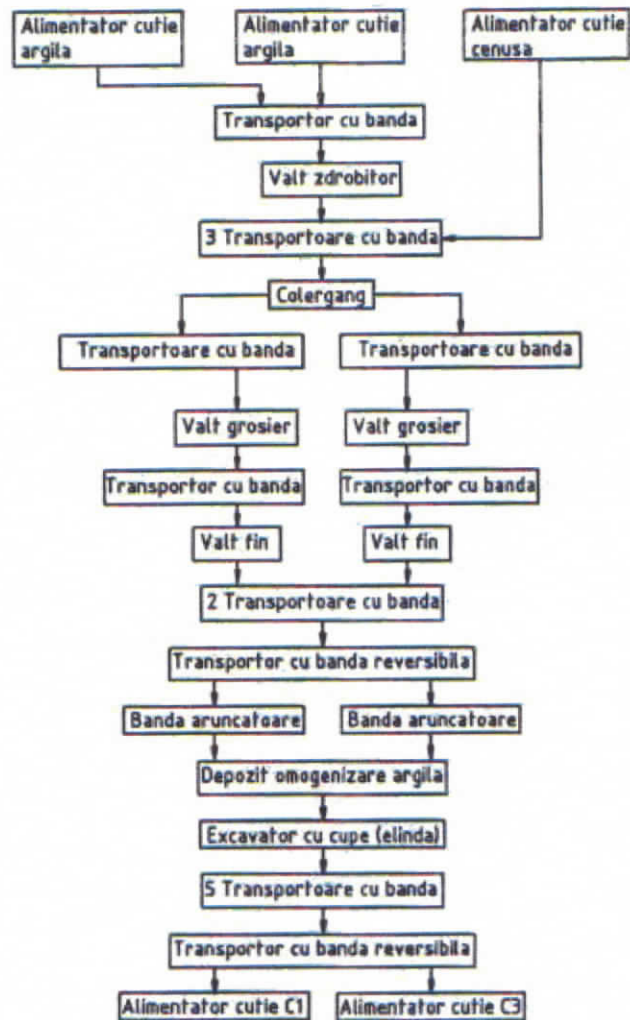 Alimentator cutie
argila
Alimentator cutie
argila
Alimentator cutie
cenusa
Transportor cu banda
Valt zdrobitor
3 Transportoare cu banda
Colergang
Transportoare cu banda
Transportoare cu banda
Valt grosier
Valt grosier
Transportor cu banda
Transportor cu banda
Valt fin
Valt fin
2 Transportoare cu banda
Transportor cu banda reversibila
Banda aruncatoare
Banda aruncatoare
Depozit omogenizare argila
Excavator cu cupe (elinda)
5 Transportoare cu banda
Transportor cu banda reversibila
Alimentator cutie C1
Alimentator cutie C3